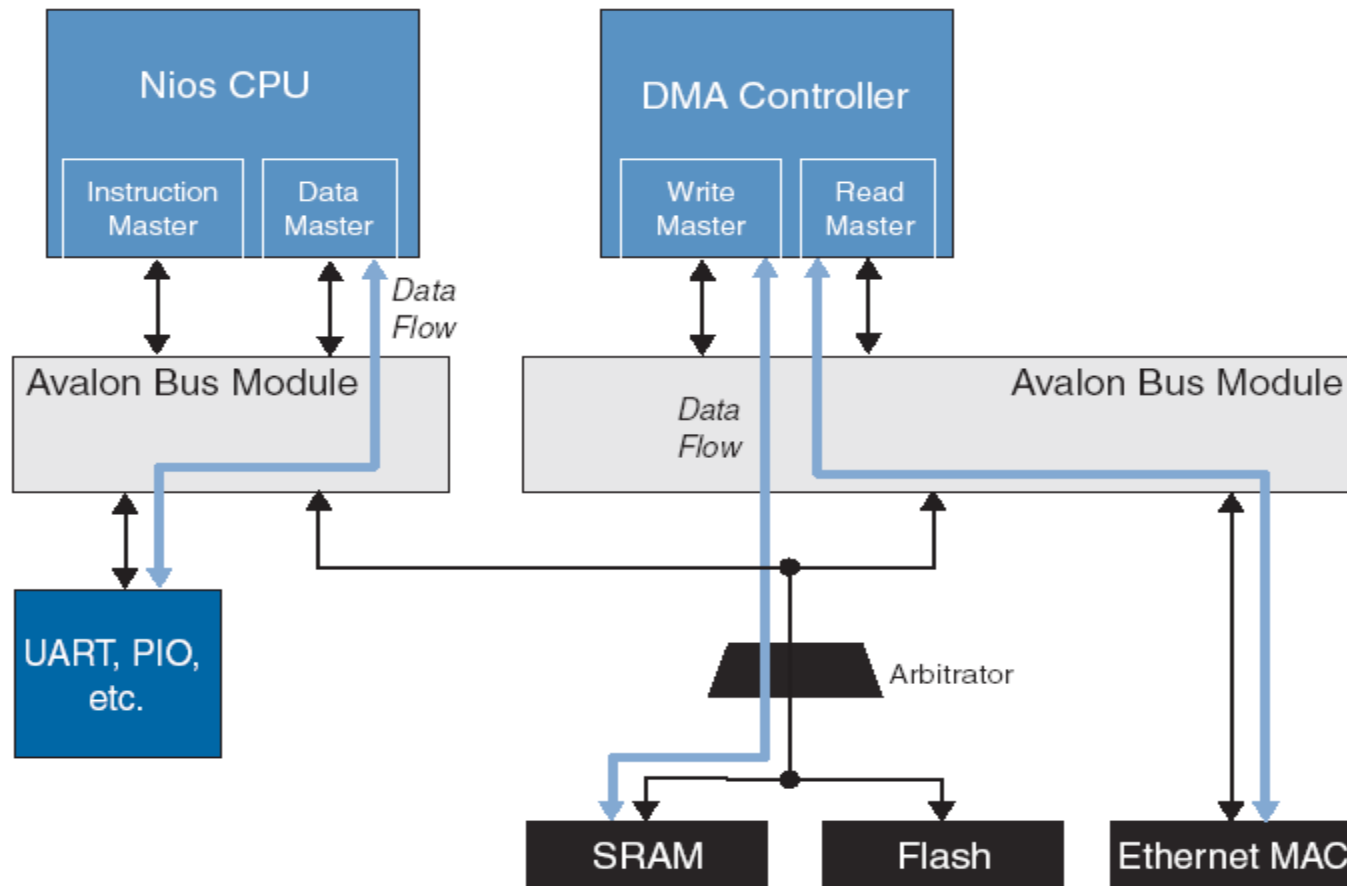 Nios CPU
DMA Controller
Instruction
Master
Data
Master
Write
Master
Read
Master
Data
Flow
Avalon Bus Module
Avalon Bus Module
Data
Flow
UART, PIO,
etc.
Arbitrator
SRAM
Flash
Ethernet MAC